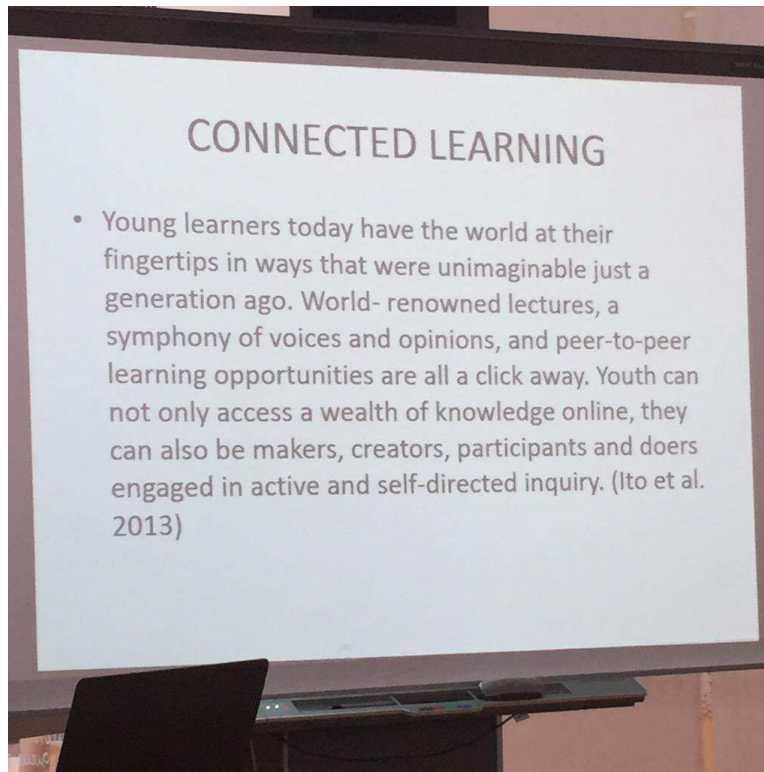 CONNECTED LEARNING
• Young learners today have the world at their
fingertips in ways that were unimaginable just a
generation ago. World- renowned lectures, a
symphony of voices and opinions, and peer-to-peer
learning opportunities are all a click away. Youth can
not only access a wealth of knowledge online, they
can also be makers, creators, participants and doers
engaged in active and self-directed inquiry. (Ito et al.
2013)